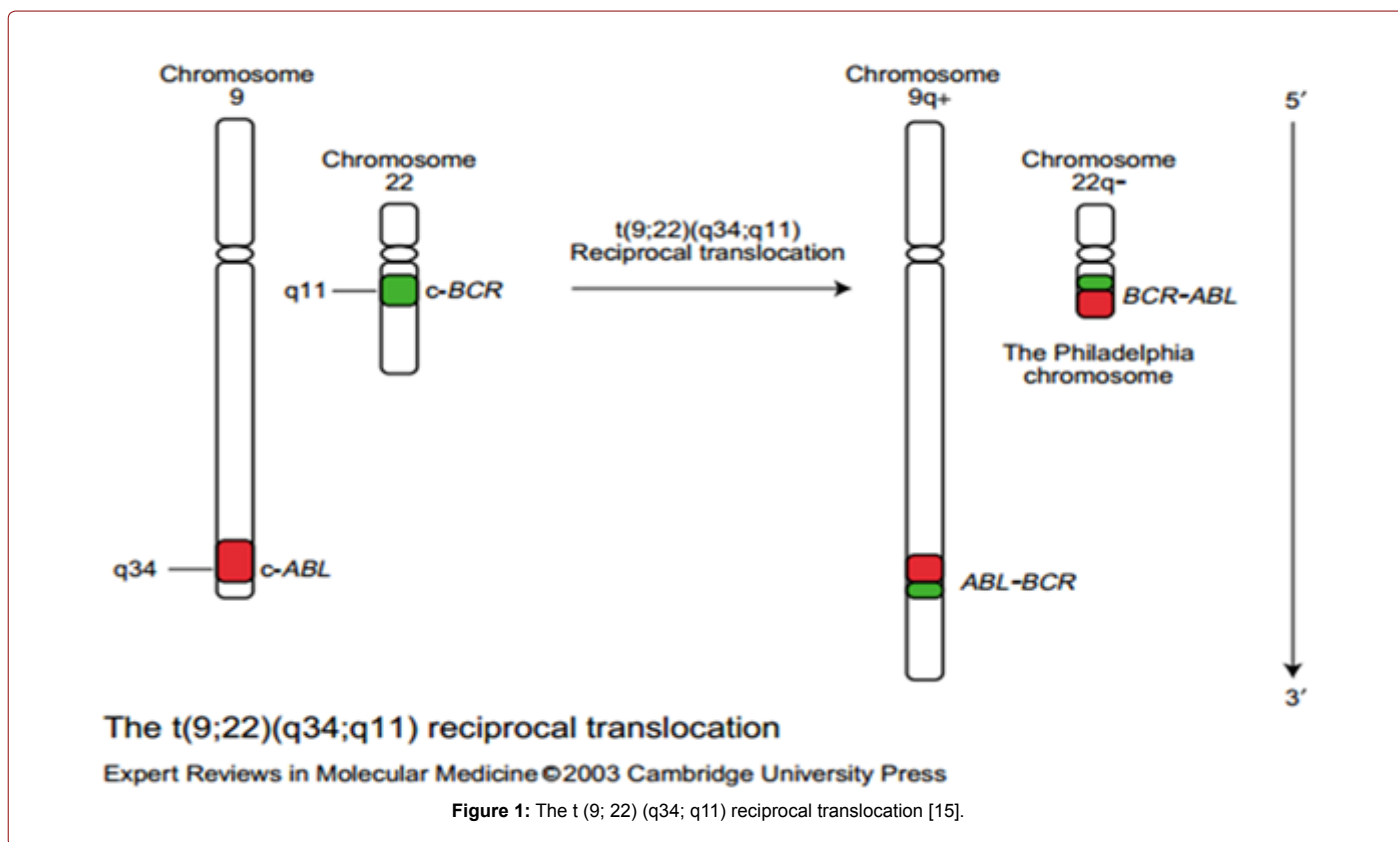 Chromosome
9
Chromosome
22
q11
c-BCR
q34
c-ABL
t(9;22)(q34;q11)
Reciprocal translocation
Chromosome
9q+
Chromosome
22q-
BCR-ABL
The Philadelphia
chromosome
ABL-BCR
5′
3′
The t(9;22)(q34;q11) reciprocal translocation
Expert Reviews in Molecular Medicine ©2003 Cambridge University Press
Figure 1: The t (9; 22) (q34; q11) reciprocal translocation [15].